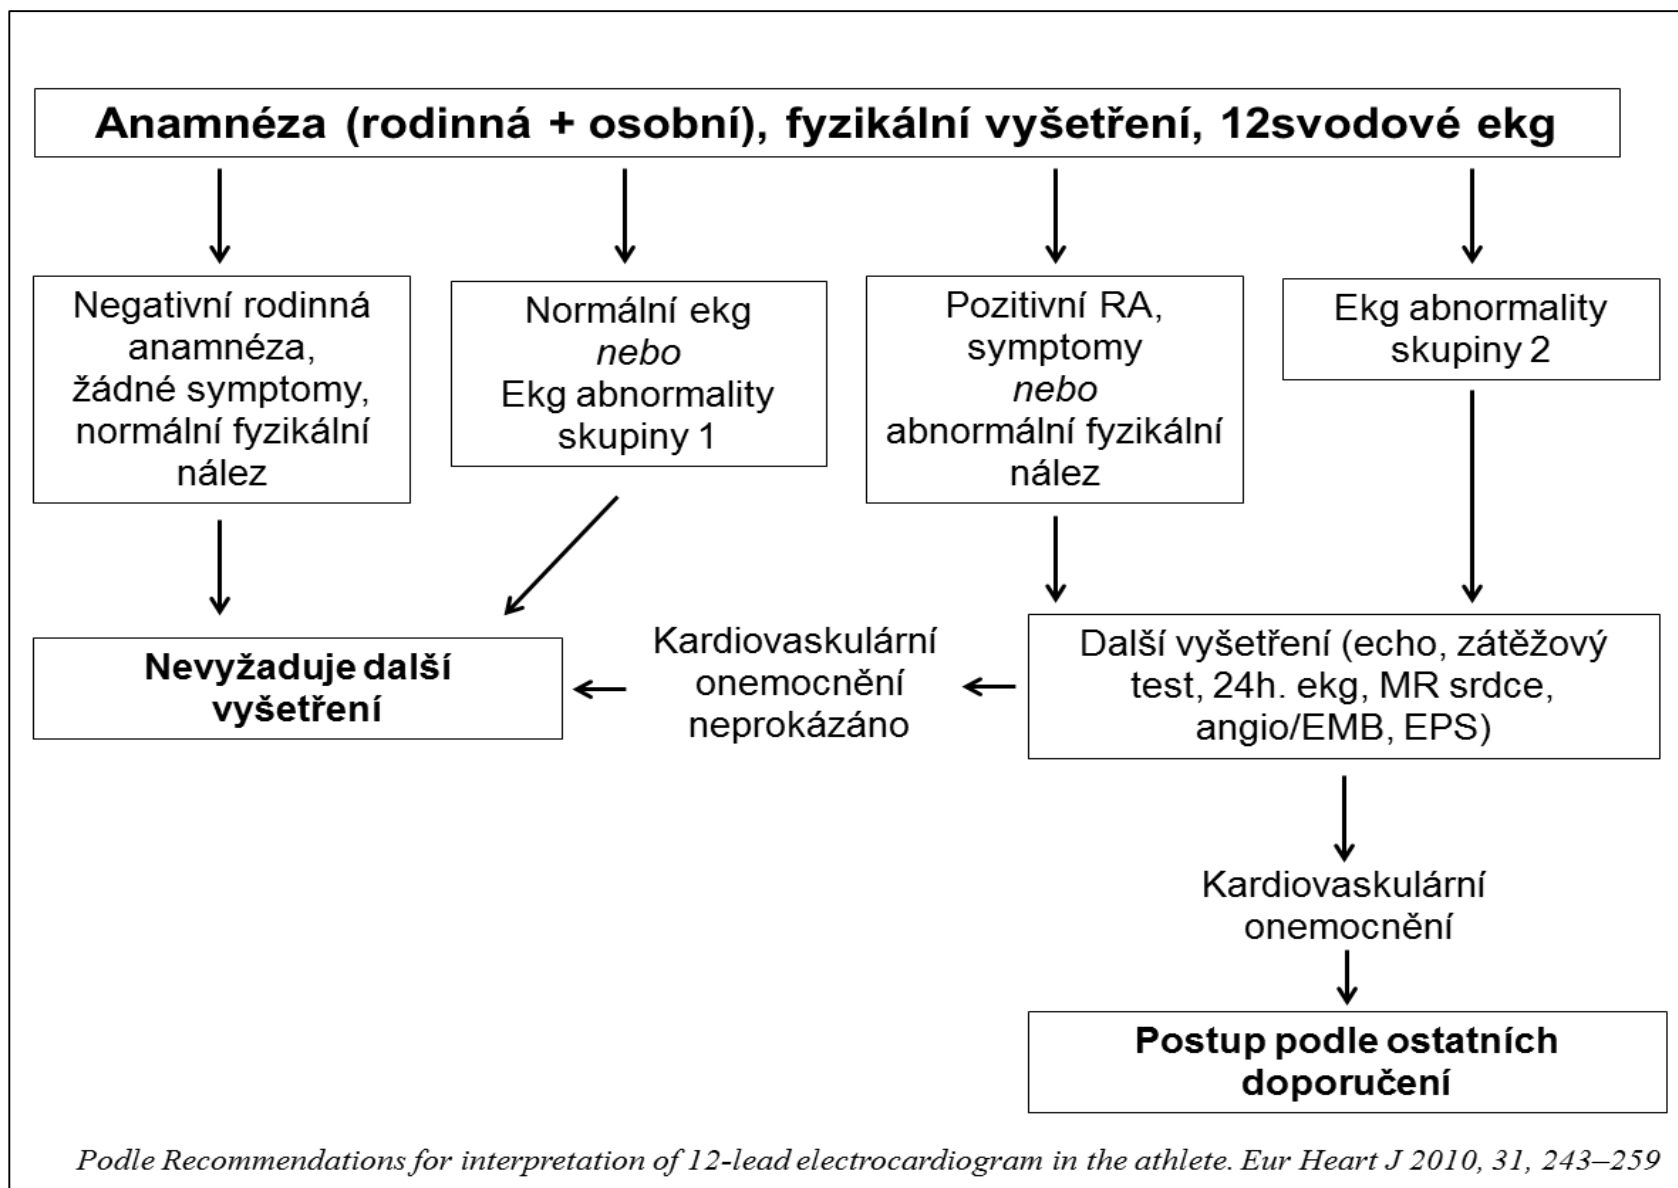 Anamnéza (rodinná + osobní), fyzikální vyšetření, 12svodové ekg
Negativní rodinná
anamnéza,
žádné symptomy,
normální fyzikální
nález
Normální ekg
nebo
Ekg abnormality
skupiny 1
Pozitivní RA,
symptomy
nebo
abnormální fyzikální
nález
Ekg abnormality
skupiny 2
Nevyžaduje další
vyšetření
Kardiovaskulární
onemocnění
neprokázáno
Další vyšetření (echo, zátěžový
test, 24h. ekg, MR srdce,
angio/EMB, EPS)
Kardiovaskulární
onemocnění
Postup podle ostatních
doporučení
Podle Recommendations for interpretation of 12-lead electrocardiogram in the athlete. Eur Heart J 2010, 31, 243–259